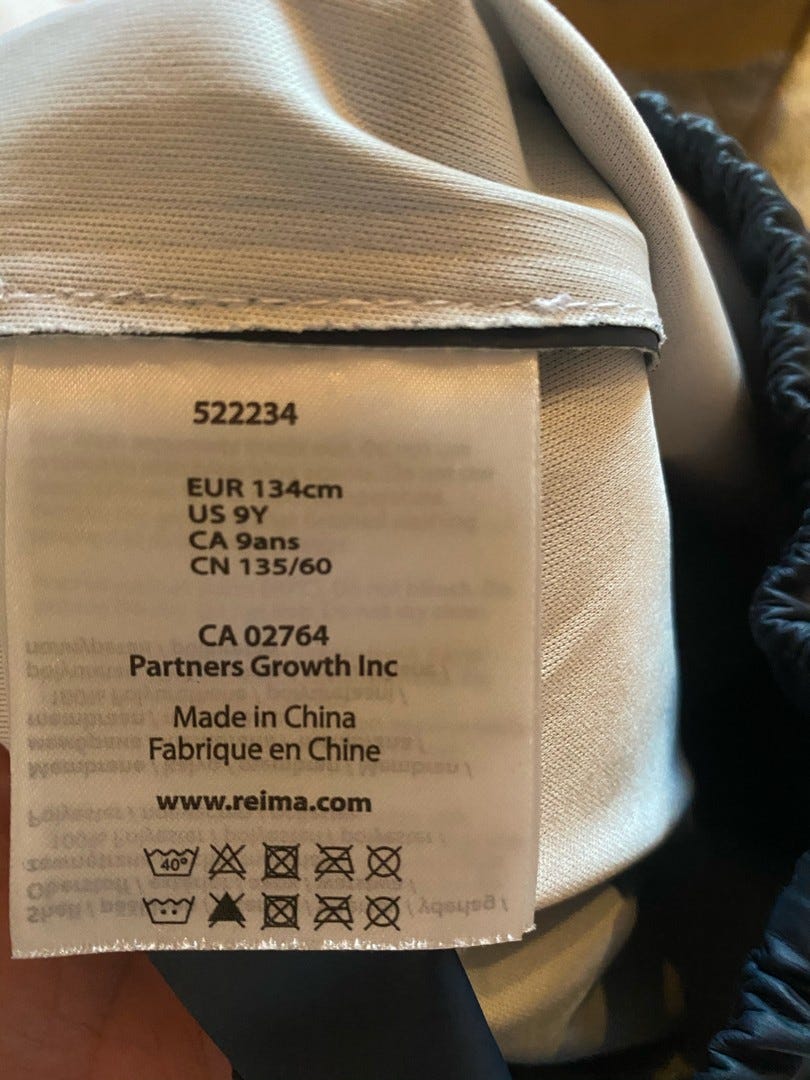 522234
EUR 134cm
US 9Y
CA 9ans
CN 135/60
CA 02764
Partners Growth Inc
Made in China
Fabrique en Chine
www.reima.com
40°